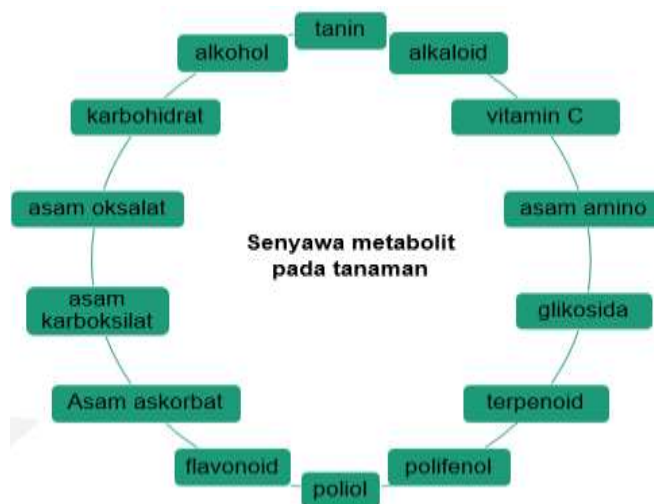 tanin
alkaloid
vitamin C
asam amino
glikosida
terpenoid
polifenol
poliol
flavonoid
Asam askorbat
asam
karboksilat
asam oksalat
karbohidrat
alkohol
Senyawa metabolit
pada tanaman